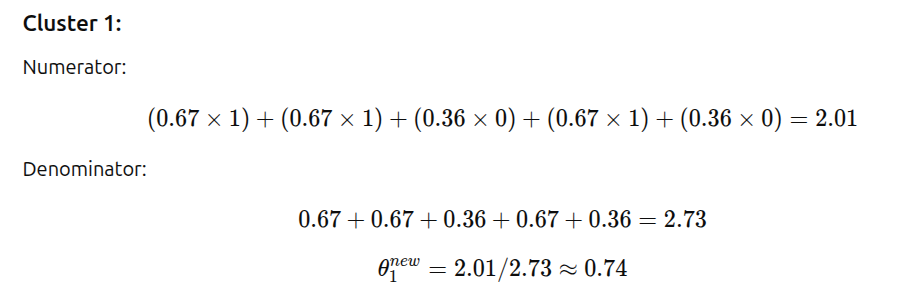 Cluster 1:
Numerator:
(0.67 × 1) + (0.67 × 1) + (0.36 × 0) + (0.67 × 1) + (0.36 × 0) = 2.01
Denominator:
0.67 + 0.67 + 0.36 + 0.67 + 0.36 = 2.73
θ₁ⁿᵉʷ = 2.01/2.73 ≈ 0.74